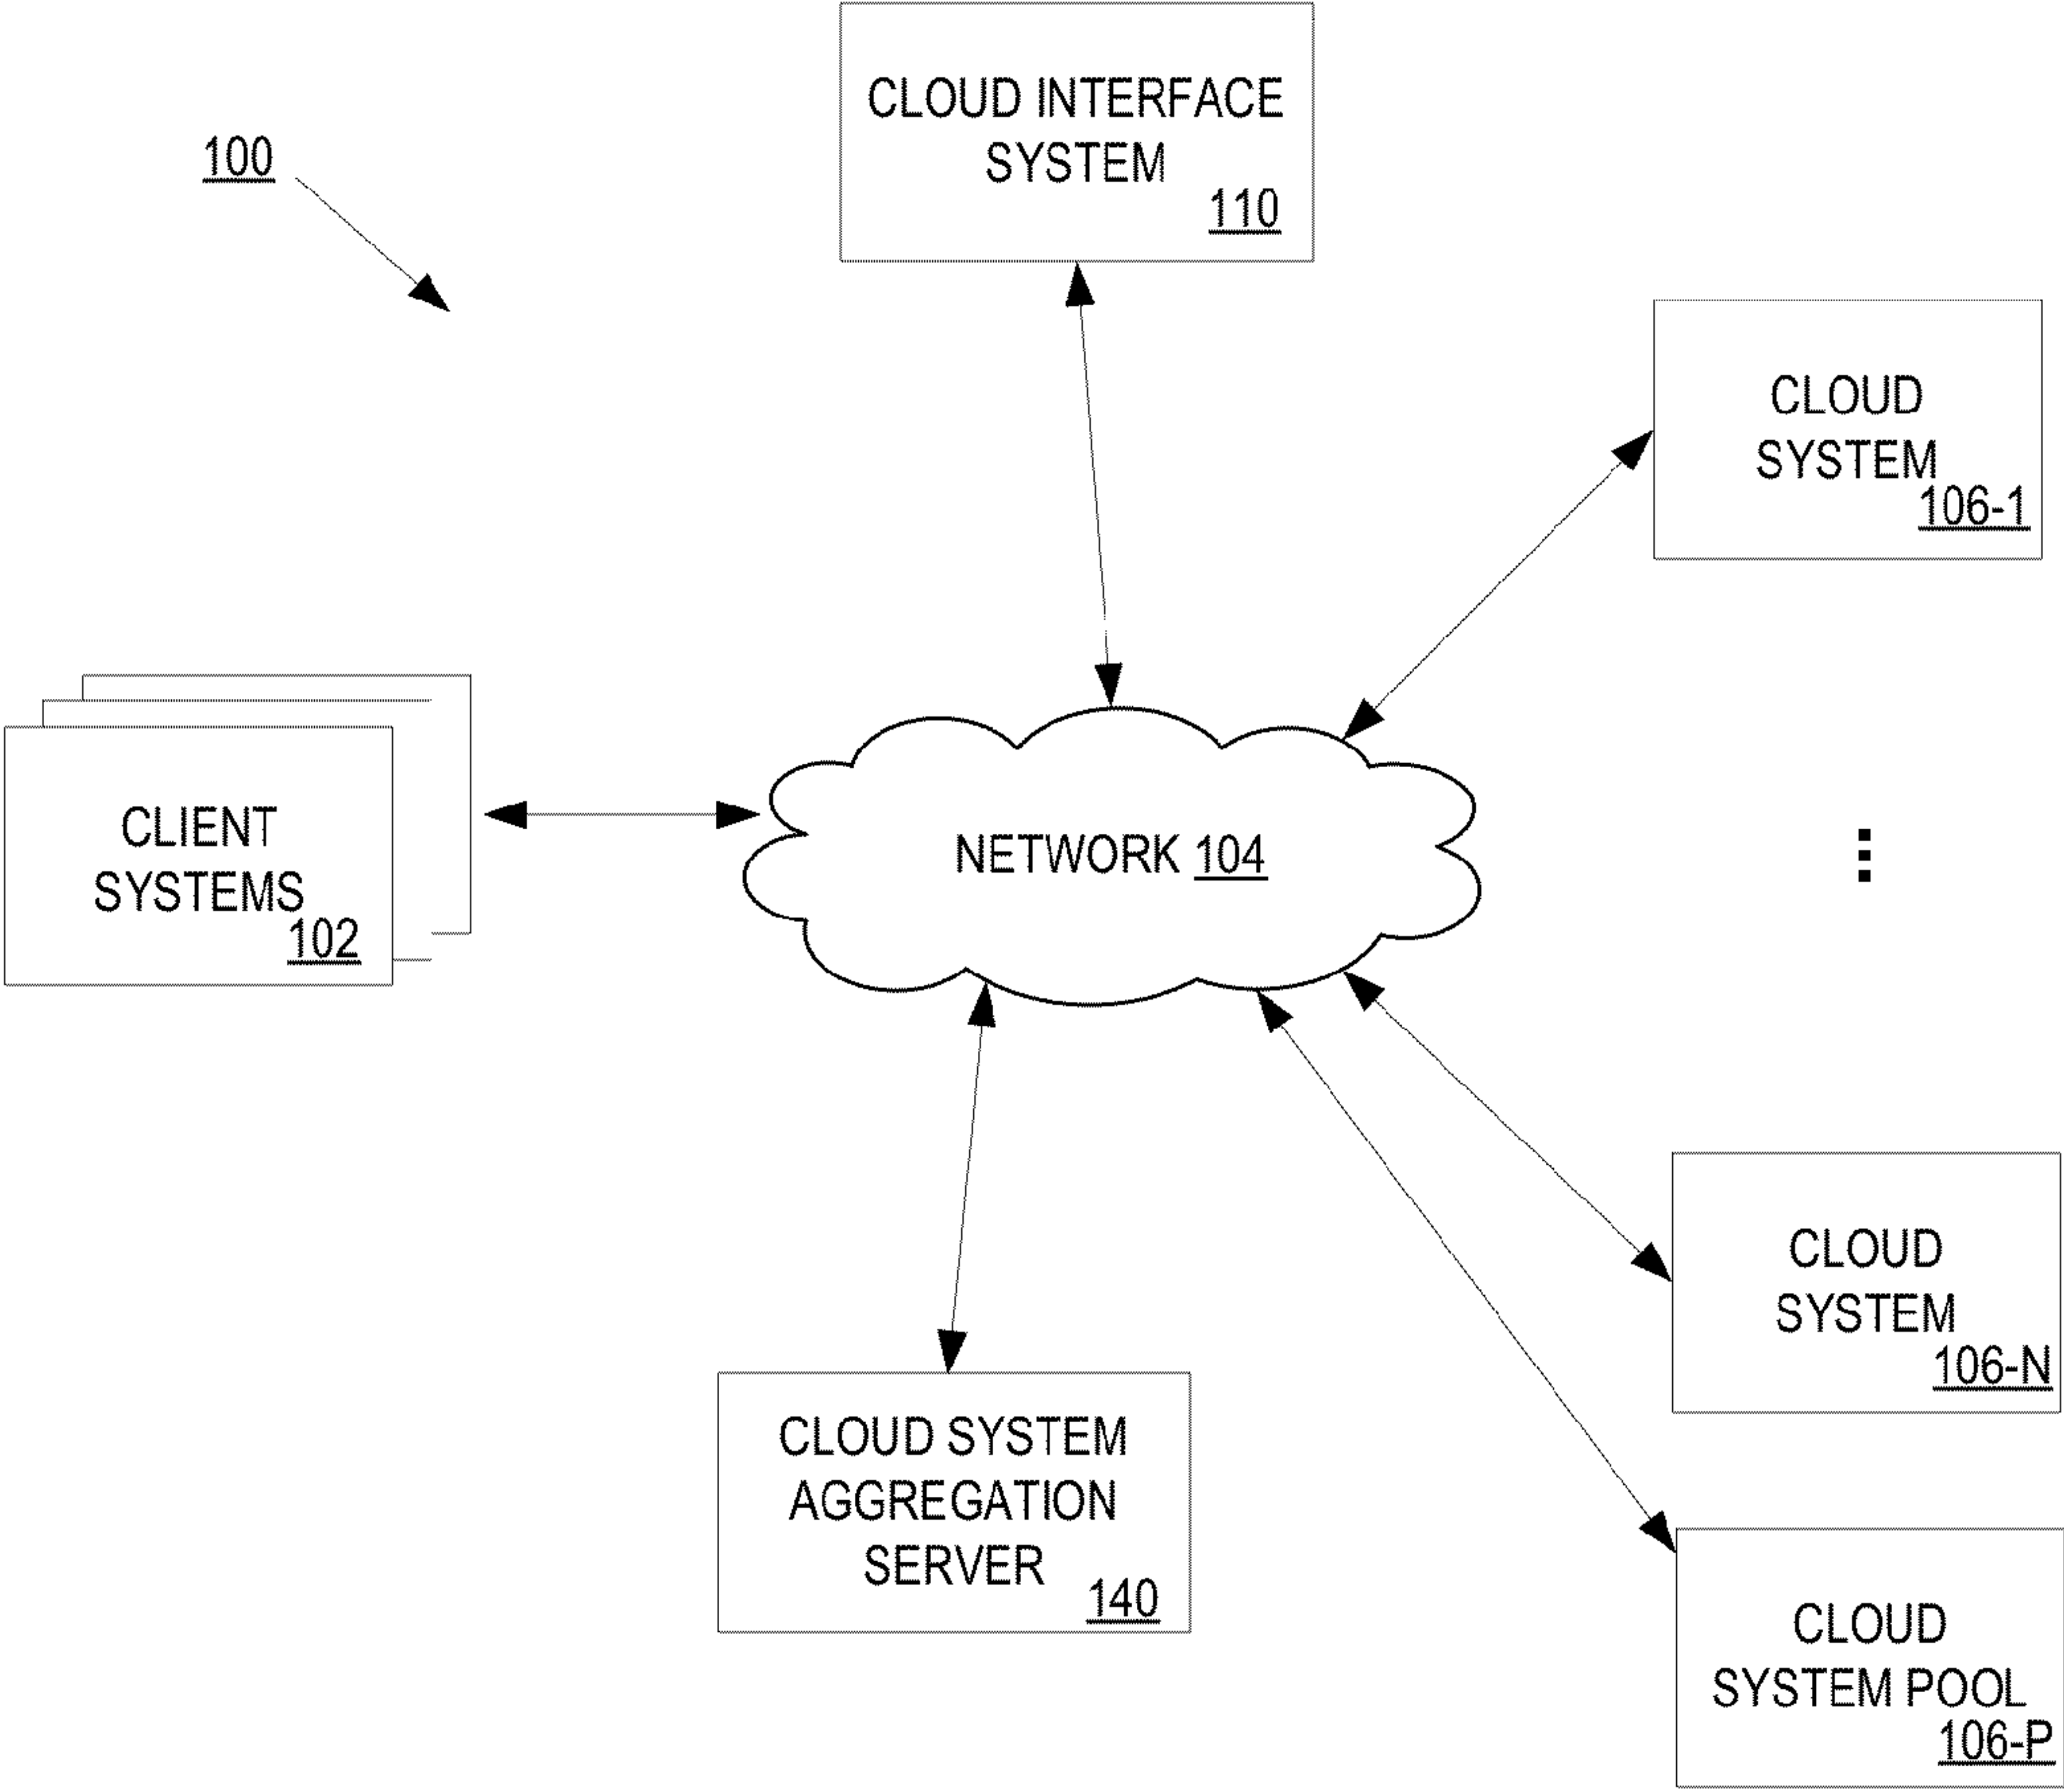 CLOUD INTERFACE
SYSTEM
110
100
CLOUD
SYSTEM
106-1
CLIENT
SYSTEMS
102
NETWORK 104
CLOUD
SYSTEM
106-N
CLOUD SYSTEM
AGGREGATION
SERVER
140
CLOUD
SYSTEM POOL
106-P